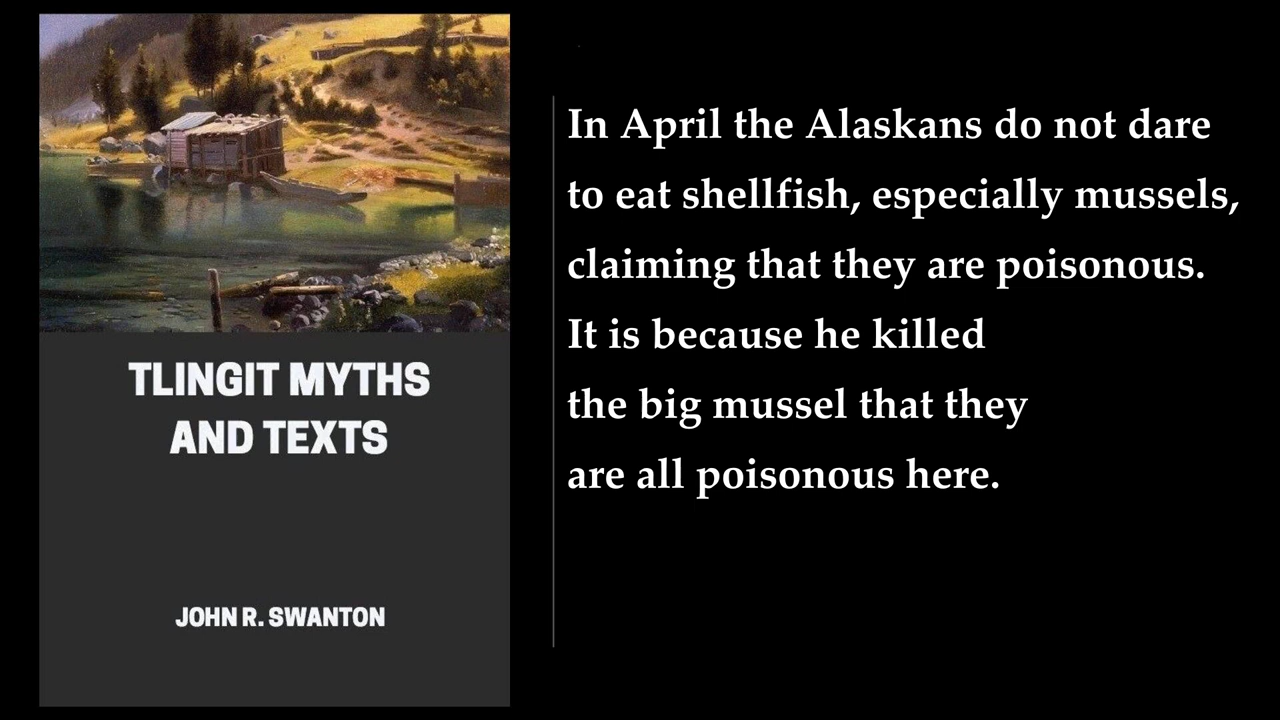 TLINGIT MYTHS
AND TEXTS
JOHN R. SWANTON
In April the Alaskans do not dare
to eat shellfish, especially mussels,
claiming that they are poisonous.
It is because he killed
the big mussel that they
are all poisonous here.